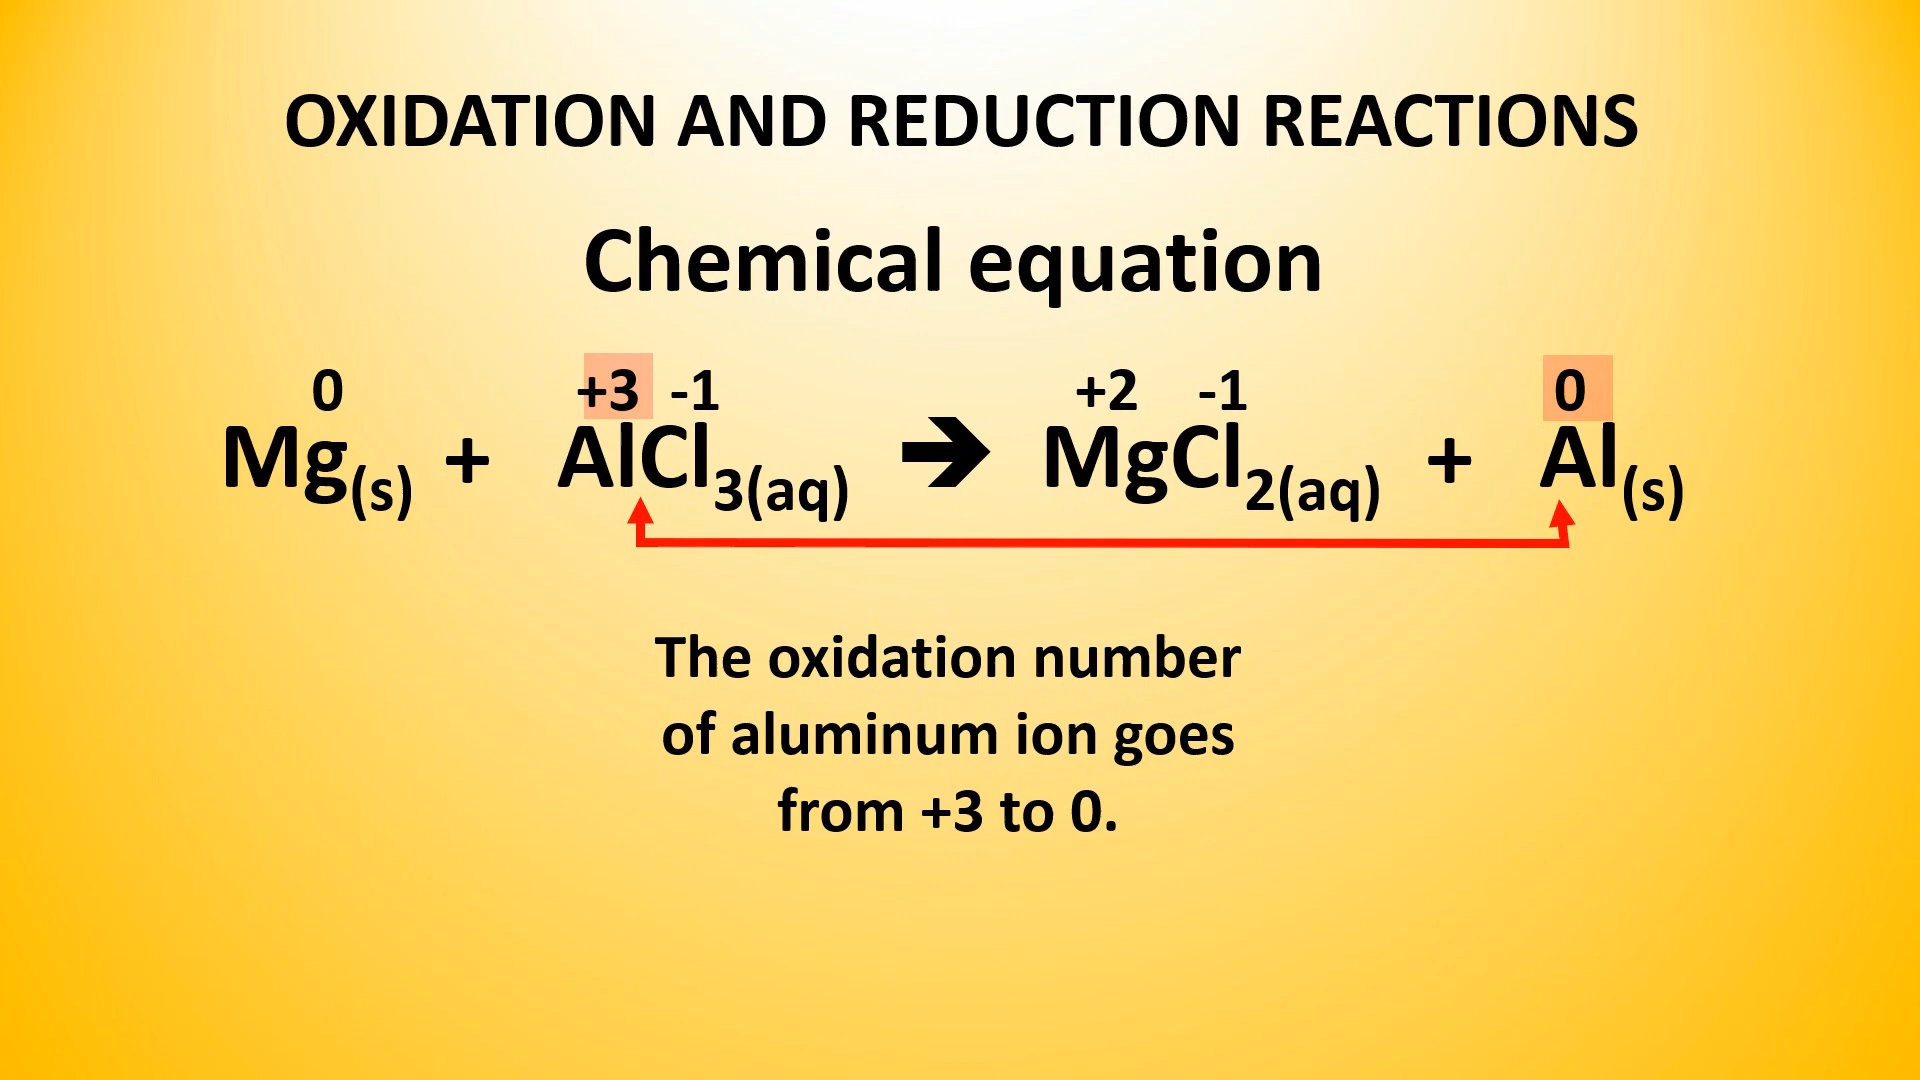 OXIDATION AND REDUCTION REACTIONS
Chemical equation
0 +3 -1 +2 -1 0
Mg(s) + AlCl3(aq) 🡺 MgCl2(aq) + Al(s)
The oxidation number
of aluminum ion goes
from +3 to 0.